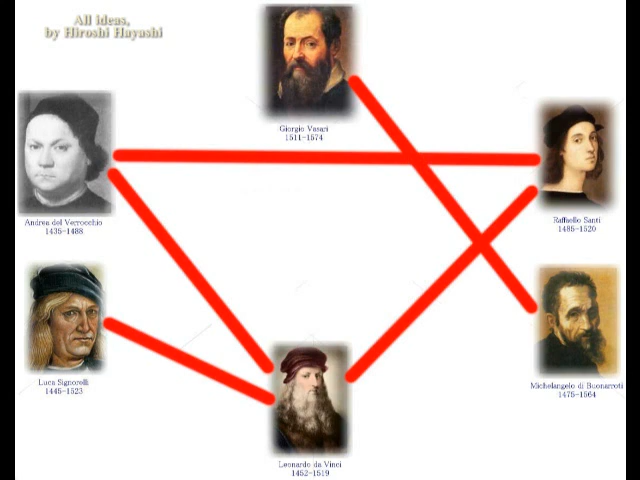 All ideas,
by Hiroshi Hayashi
Giorgio Vasari
1511-1574
Andrea del Verrocchio
1435-1488
Raffaello Santi
1485-1520
Luca Signorelli
1445-1523
Michelangelo di Buonarroti
1475-1564
Leonardo da Vinci
1452-1519